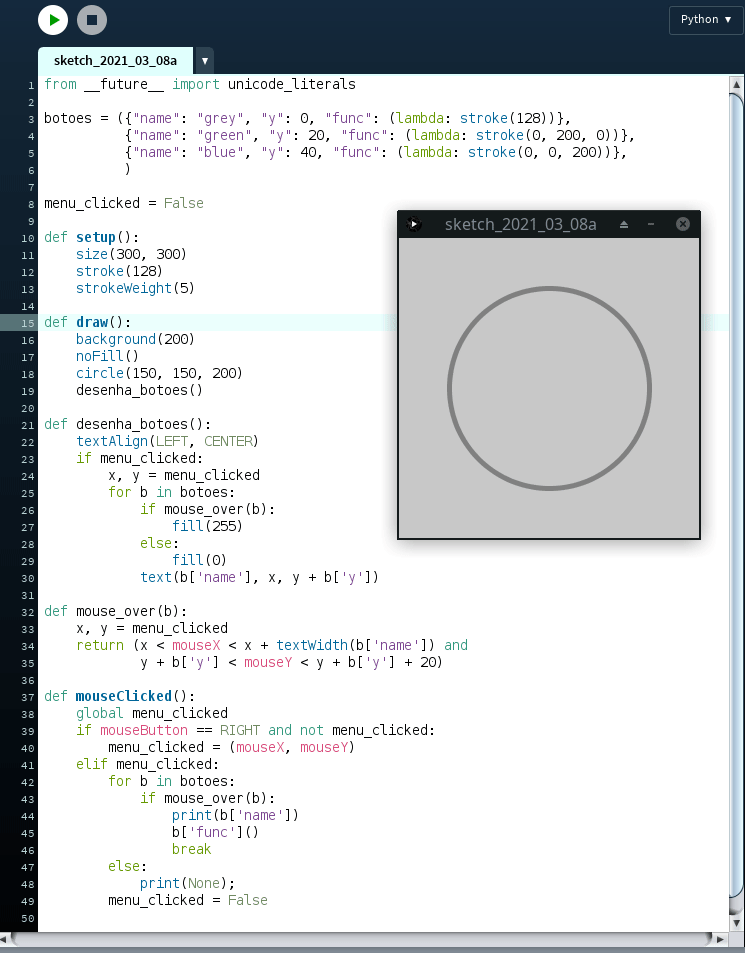 Python ▼
sketch_2021_03_08a ▼
1 from __future__ import unicode_literals
2
3 botoes = ({"name": "grey", "y": 0, "func": (lambda: stroke(128))},
4           {"name": "green", "y": 20, "func": (lambda: stroke(0, 200, 0))},
5           {"name": "blue", "y": 40, "func": (lambda: stroke(0, 0, 200))},
6           )
7
8 menu_clicked = False
9
10 def setup():
11     size(300, 300)
12     stroke(128)
13     strokeWeight(5)
14
15 def draw():
16     background(200)
17     noFill()
18     circle(150, 150, 200)
19     desenha_botoes()
20
21 def desenha_botoes():
22     textAlign(LEFT, CENTER)
23     if menu_clicked:
24         x, y = menu_clicked
25         for b in botoes:
26             if mouse_over(b):
27                 fill(255)
28             else:
29                 fill(0)
30             text(b['name'], x, y + b['y'])
31
32 def mouse_over(b):
33     x, y = menu_clicked
34     return (x < mouseX < x + textWidth(b['name']) and
35             y + b['y'] < mouseY < y + b['y'] + 20)
36
37 def mouseClicked():
38     global menu_clicked
39     if mouseButton == RIGHT and not menu_clicked:
40         menu_clicked = (mouseX, mouseY)
41     elif menu_clicked:
42         for b in botoes:
43             if mouse_over(b):
44                 print(b['name'])
45                 b['func']()
46                 break
47         else:
48             print(None);
49         menu_clicked = False
50
sketch_2021_03_08a